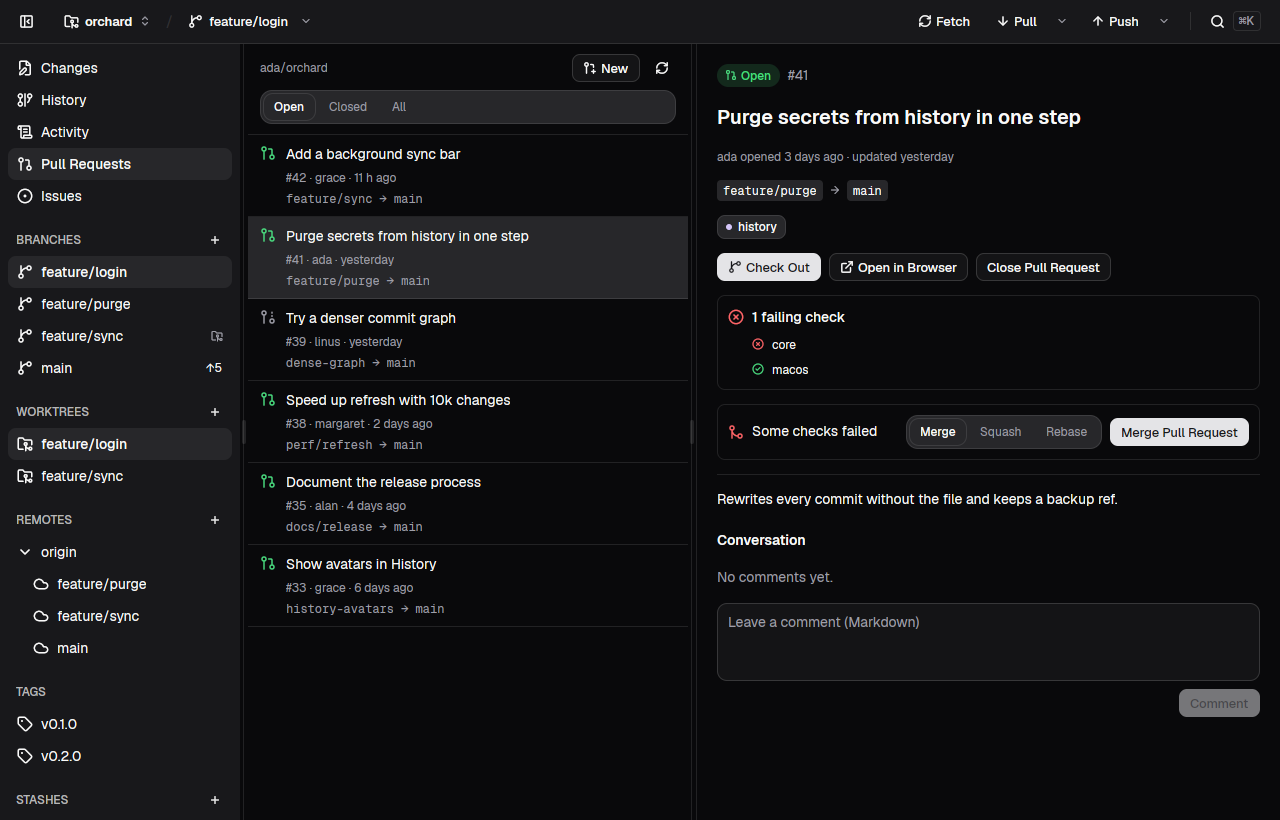 orchard / feature/login Fetch Pull Push ⌘K
Changes
History
Activity
Pull Requests
Issues
BRANCHES
feature/login
feature/purge
feature/sync
main ↑5
WORKTREES
feature/login
feature/sync
REMOTES
origin
feature/purge
feature/sync
main
TAGS
v0.1.0
v0.2.0
STASHES
ada/orchard New
Open Closed All
Add a background sync bar
#42 · grace · 11 h ago
feature/sync → main
Purge secrets from history in one step
#41 · ada · yesterday
feature/purge → main
Try a denser commit graph
#39 · linus · yesterday
dense-graph → main
Speed up refresh with 10k changes
#38 · margaret · 2 days ago
perf/refresh → main
Document the release process
#35 · alan · 4 days ago
docs/release → main
Show avatars in History
#33 · grace · 6 days ago
history-avatars → main
Open #41
Purge secrets from history in one step
ada opened 3 days ago · updated yesterday
feature/purge → main
history
Check Out Open in Browser Close Pull Request
1 failing check
core
macos
Some checks failed Merge Squash Rebase Merge Pull Request
Rewrites every commit without the file and keeps a backup ref.
Conversation
No comments yet.
Leave a comment (Markdown)
Comment